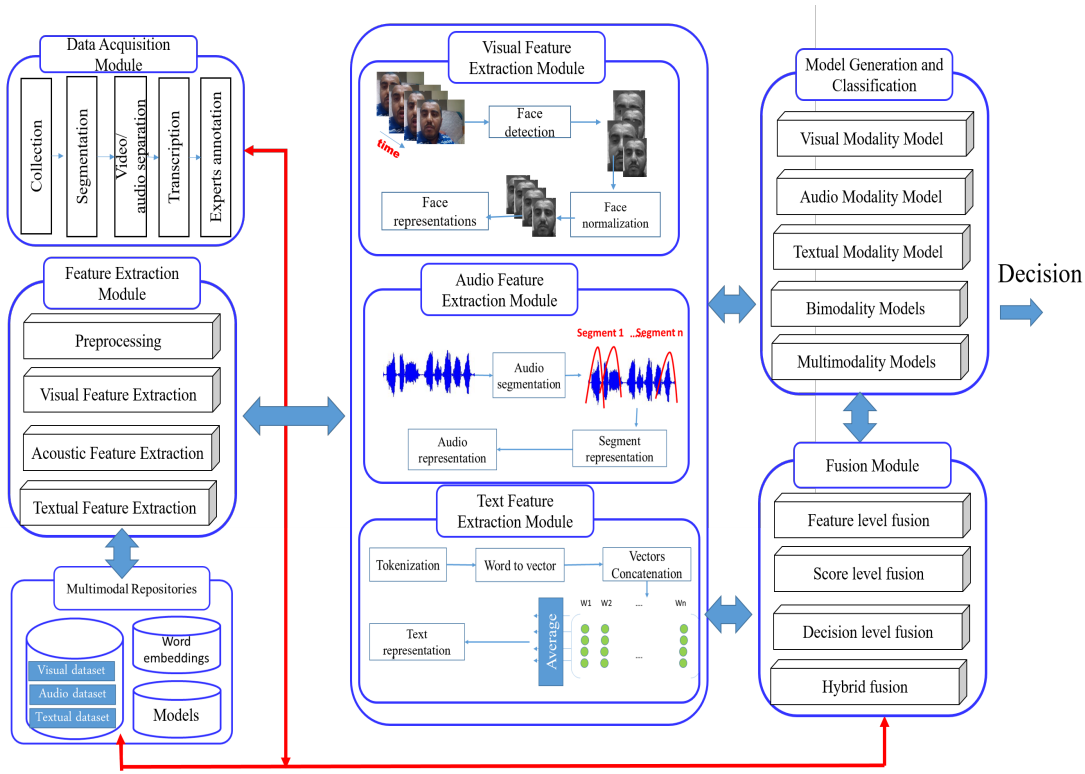 Data Acquisition
Module
Collection
Segmentation
Video/
audio separation
Transcription
Experts annotation
Feature Extraction
Module
Preprocessing
Visual Feature Extraction
Acoustic Feature Extraction
Textual Feature Extraction
Multimodal Repositories
Visual dataset
Audio dataset
Textual dataset
Word
embeddings
Models
Visual Feature
Extraction Module
time
Face
detection
Face
normalization
Face
representations
Audio Feature
Extraction Module
Audio
segmentation
Segment 1 ....Segment n
Segment
representation
Audio
representation
Text Feature
Extraction Module
Tokenization
Word to vector
Vectors
Concatenation
W1 W2 .... Wn
....
Average
Text
representation
Model Generation and
Classification
Visual Modality Model
Audio Modality Model
Textual Modality Model
Bimodality Models
Multimodality Models
Decision
Fusion Module
Feature level fusion
Score level fusion
Decision level fusion
Hybrid fusion